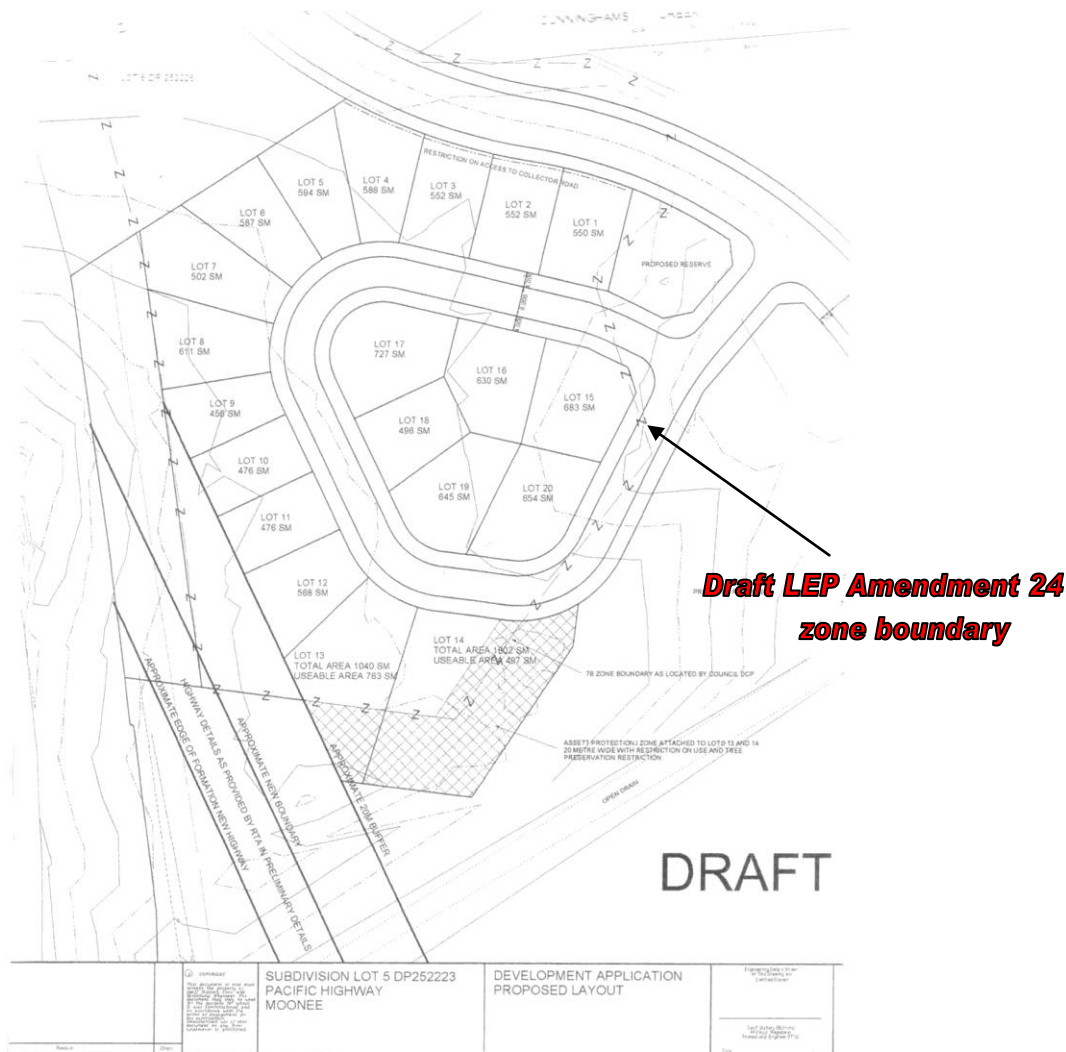 LOT 5
594 SM
LOT 4
588 SM
LOT 3
552 SM
RESTRICTION ON ACCESS TO COLLECTOR ROAD
LOT 2
552 SM
LOT 1
550 SM
PROPOSED RESERVE
LOT 6
587 SM
LOT 7
502 SM
LOT 8
611 SM
LOT 9
458 SM
LOT 10
476 SM
LOT 11
476 SM
LOT 12
568 SM
LOT 17
727 SM
LOT 16
630 SM
LOT 15
683 SM
LOT 18
496 SM
LOT 19
645 SM
LOT 20
654 SM
Draft LEP Amendment 24
zone boundary
LOT 13
TOTAL AREA 1040 SM
USEABLE AREA 763 SM
LOT 14
TOTAL AREA SM
USEABLE AREA 497 SM
7B ZONE BOUNDARY AS LOCATED BY COUNCIL DCP
ASSETT PROTECTION ZONE ATTACHED TO LOTS 13 AND 14
20 METRE WIDE WITH RESTRICTION ON USE AND TREE
PRESERVATION RESTRICTION
OPEN DRAIN
APPROXIMATE EDGE OF FORMATION NEW HIGHWAY
HIGHWAY DETAILS AS PROVIDED BY RTA IN PRELIMINARY DETAILS
APPROXIMATE NEW BOUNDARY
APPROXIMATE 20M BUFFER
DRAFT
COPYRIGHT
SUBDIVISION LOT 5 DP252223
PACIFIC HIGHWAY
MOONEE
DEVELOPMENT APPLICATION
PROPOSED LAYOUT